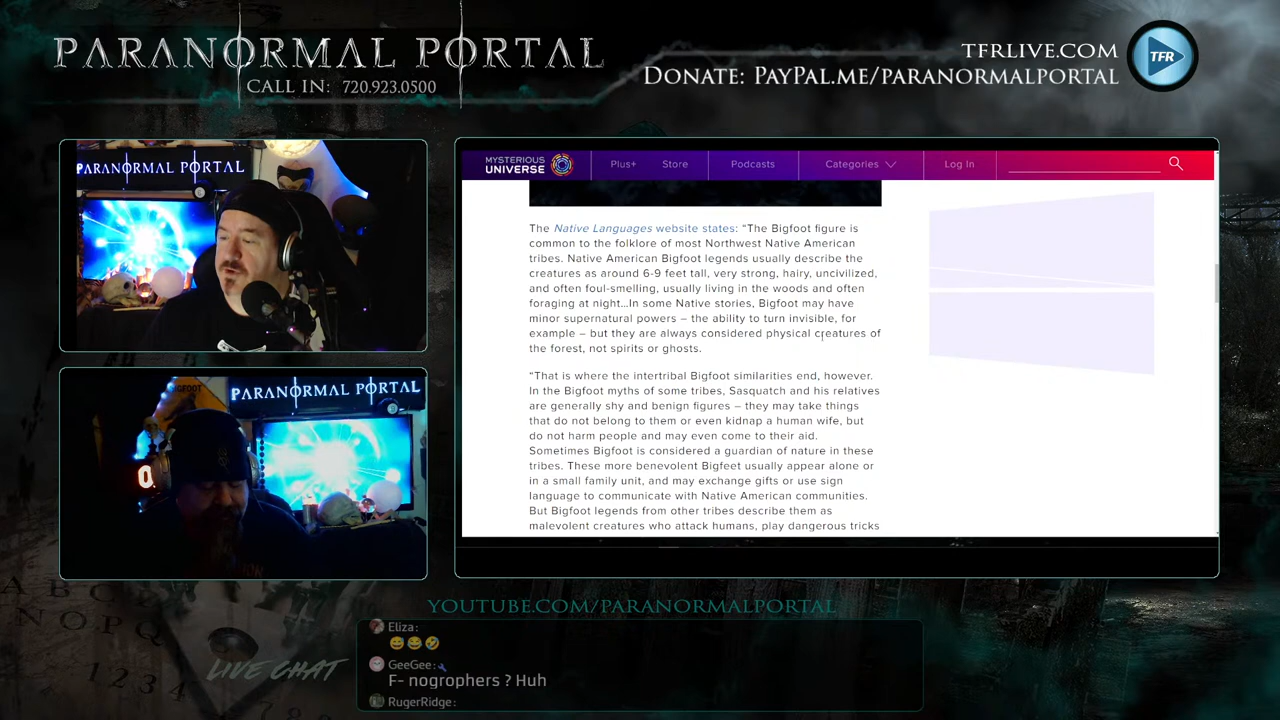 PARANORMAL PORTAL
CALL IN: 720.923.0500
TFRLIVE.COM
DONATE: PAYPAL.ME/PARANORMALPORTAL
TFR
PARANORMAL PORTAL
BIGFOOT
PARANORMAL PORTAL
MYSTERIOUS
UNIVERSE
Plus+ Store Podcasts Categories Log In
The Native Languages website states: “The Bigfoot figure is
common to the folklore of most Northwest Native American
tribes. Native American Bigfoot legends usually describe the
creatures as around 6-9 feet tall, very strong, hairy, uncivilized,
and often foul-smelling, usually living in the woods and often
foraging at night…In some Native stories, Bigfoot may have
minor supernatural powers – the ability to turn invisible, for
example – but they are always considered physical creatures of
the forest, not spirits or ghosts.
“That is where the intertribal Bigfoot similarities end, however.
In the Bigfoot myths of some tribes, Sasquatch and his relatives
are generally shy and benign figures – they may take things
that do not belong to them or even kidnap a human wife, but
do not harm people and may even come to their aid.
Sometimes Bigfoot is considered a guardian of nature in these
tribes. These more benevolent Bigfeet usually appear alone or
in a small family unit, and may exchange gifts or use sign
language to communicate with Native American communities.
But Bigfoot legends from other tribes describe them as
malevolent creatures who attack humans, play dangerous tricks
YOUTUBE.COM/PARANORMALPORTAL
A B C
N O P Q
1 2 3 4
LIVE CHAT
Eliza:
😅😂🤣
GeeGee:
F- nogrophers ? Huh
RugerRidge: